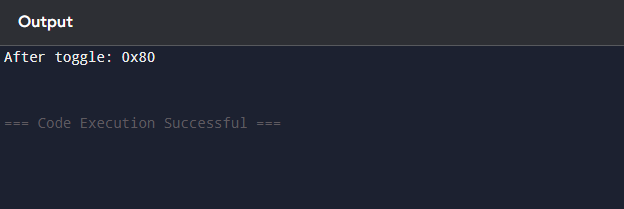 Output
After toggle: 0x80
=== Code Execution Successful ===